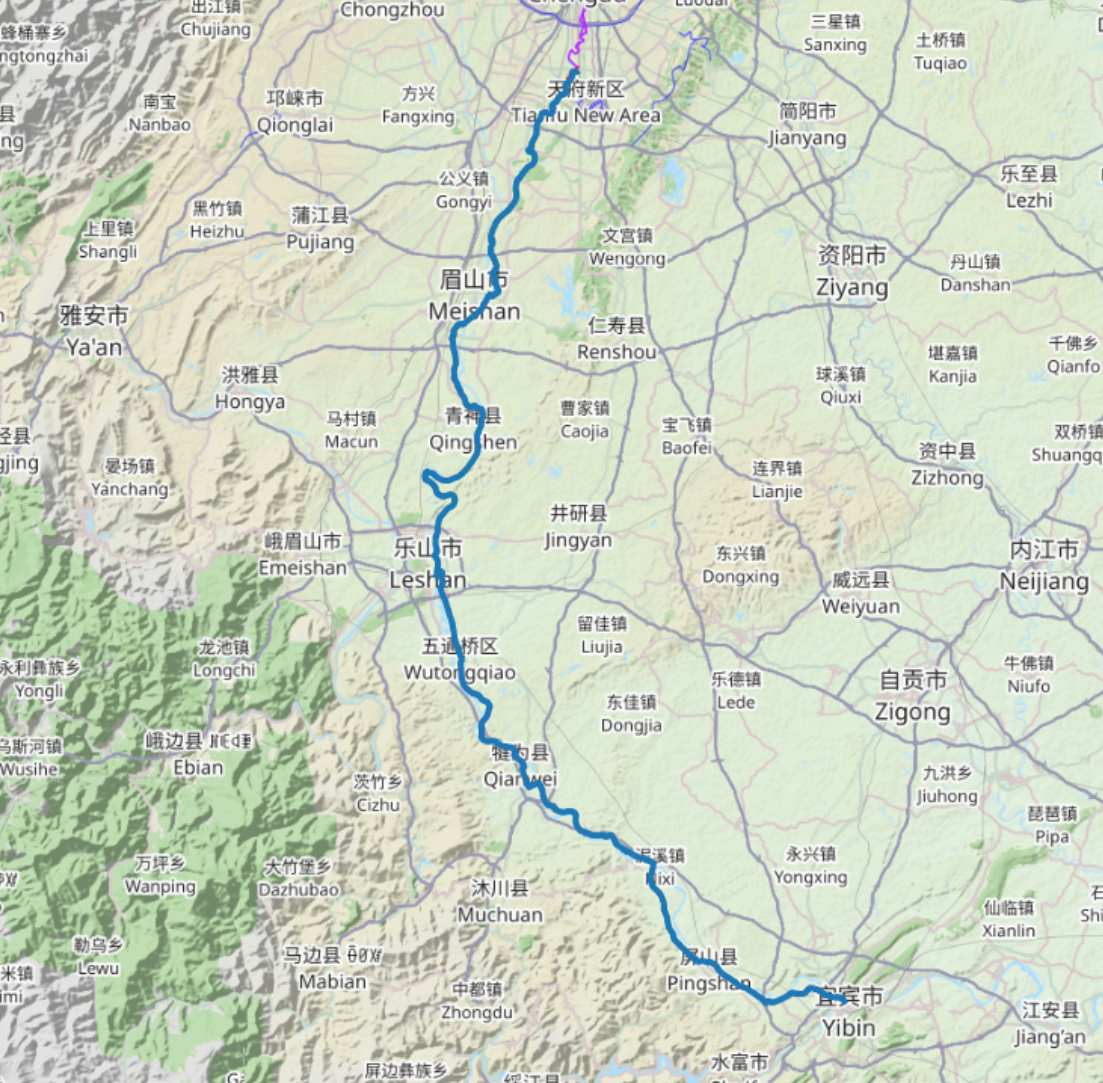 出江镇
Chujiang
Chongzhou
Chengdu
Luodai
三星镇
Sanxing
土桥镇
Tuqiao
蜂桶寨乡
ngtongzhai
南宝
Nanbao
邛崃市
Qionglai
方兴
Fangxing
天府新区
Tianfu New Area
简阳市
Jianyang
县
ng
公义镇
Gongyi
乐至县
Lezhi
黑竹镇
Heizhu
蒲江县
Pujiang
上里镇
Shangli
文宫镇
Wengong
资阳市
Ziyang
丹山镇
Danshan
眉山市
Meishan
雅安市
Ya'an
仁寿县
Renshou
堪嘉镇
Kanjia
千佛乡
Qianfo
洪雅县
Hongya
球溪镇
Qiuxi
马村镇
Macun
青神县
Qingshen
曹家镇
Caojia
宝飞镇
Baofei
双桥镇
Shuangq
径县
gjing
晏场镇
Yanchang
连界镇
Lianjie
资中县
Zizhong
井研县
Jingyan
峨眉山市
Emeishan
乐山市
Leshan
东兴镇
Dongxing
内江市
Neijiang
威远县
Weiyuan
龙池镇
Longchi
五通桥区
Wutongqiao
留佳镇
Liujia
永利彝族乡
Yongli
乐德镇
Lede
自贡市
Zigong
牛佛镇
Niufo
东佳镇
Dongjia
乌斯河镇
Wusihe
峨边县
Ebian
犍为县
Qianwei
茨竹乡
Cizhu
九洪乡
Jiuhong
琵琶镇
Pipa
万坪乡
Wanping
大竹堡乡
Dazhubao
泥溪镇
Nixi
永兴镇
Yongxing
沐川县
Muchuan
仙临镇
Xianlin
石
Shi
勒乌乡
Lewu
马边县
Mabian
屏山县
Pingshan
米镇
imi
中都镇
Zhongdu
宜宾市
Yibin
江安县
Jiang'an
屏边彝族乡
绥江县
水富市